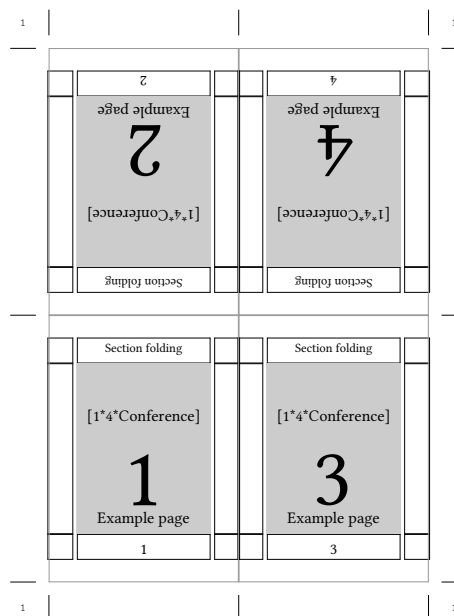 1
1
Section folding
[1*4*Conference]
2
Example page
2
Section folding
[1*4*Conference]
4
Example page
4
Section folding
[1*4*Conference]
1
Example page
1
Section folding
[1*4*Conference]
3
Example page
3
1
1